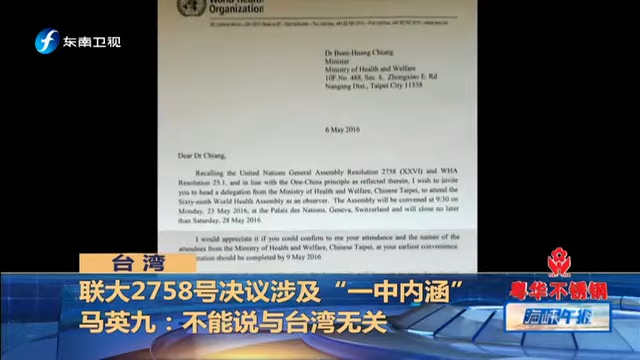 World Health
Organization
东南卫视
Dr Been-Huang Chiang
Minister
Ministry of Health and Welfare
10F.No. 488, Sec. 6, Zhongxiao E. Rd
Nangang Dist., Taipei City 11558
6 May 2016
Dear Dr Chiang,
Recalling the United Nations General Assembly Resolution 2758 (XXVI) and WHA
Resolution 25.1, and in line with the One-China principle as reflected therein, I wish to invite
you to head a delegation from the Ministry of Health and Welfare, Chinese Taipei, to attend the
Sixty-ninth World Health Assembly as an observer. The Assembly will be convened at 9:30 on
Monday, 23 May 2016, at the Palais des Nations, Geneva, Switzerland and will close no later
than Saturday, 28 May 2016.
I would appreciate it if you could confirm to me your attendance and the names of the
attendees from the Ministry of Health and Welfare, Chinese Taipei, at your earliest convenience
should be completed by 9 May 2016.
台湾
联大2758号决议涉及“一中内涵”
马英九：不能说与台湾无关
粤华不锈钢
海峡午报